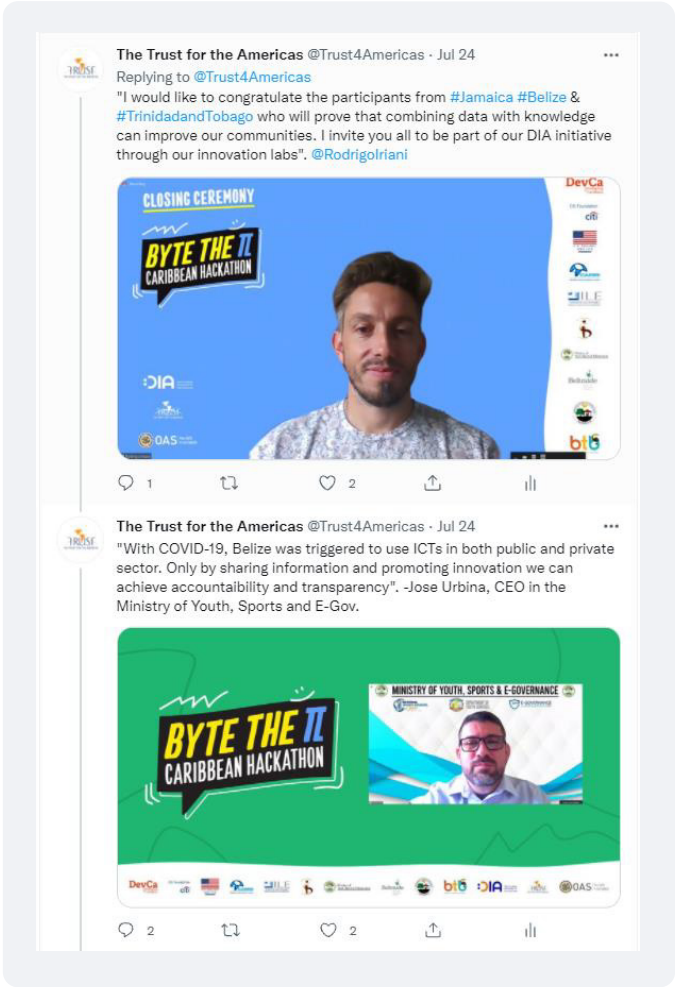 The Trust for the Americas @Trust4Americas · Jul 24
Replying to @Trust4Americas
"I would like to congratulate the participants from #Jamaica #Belize &
#TrinidadandTobago who will prove that combining data with knowledge
can improve our communities. I invite you all to be part of our DIA initiative
through our innovation labs". @RodrigoIriani
CLOSING CEREMONY
BYTE THE π
CARIBBEAN HACKATHON
DevCa
citi
ILE
:DIA
TRUST
OAS
btb
1
2
The Trust for the Americas @Trust4Americas · Jul 24
"With COVID-19, Belize was triggered to use ICTs in both public and private
sector. Only by sharing information and promoting innovation we can
achieve accountaibility and transparency". -Jose Urbina, CEO in the
Ministry of Youth, Sports and E-Gov.
MINISTRY OF YOUTH, SPORTS & E-GOVERNANCE
BYTE THE π
CARIBBEAN HACKATHON
DevCa
citi
ILE
btb
:DIA
OAS
2
2